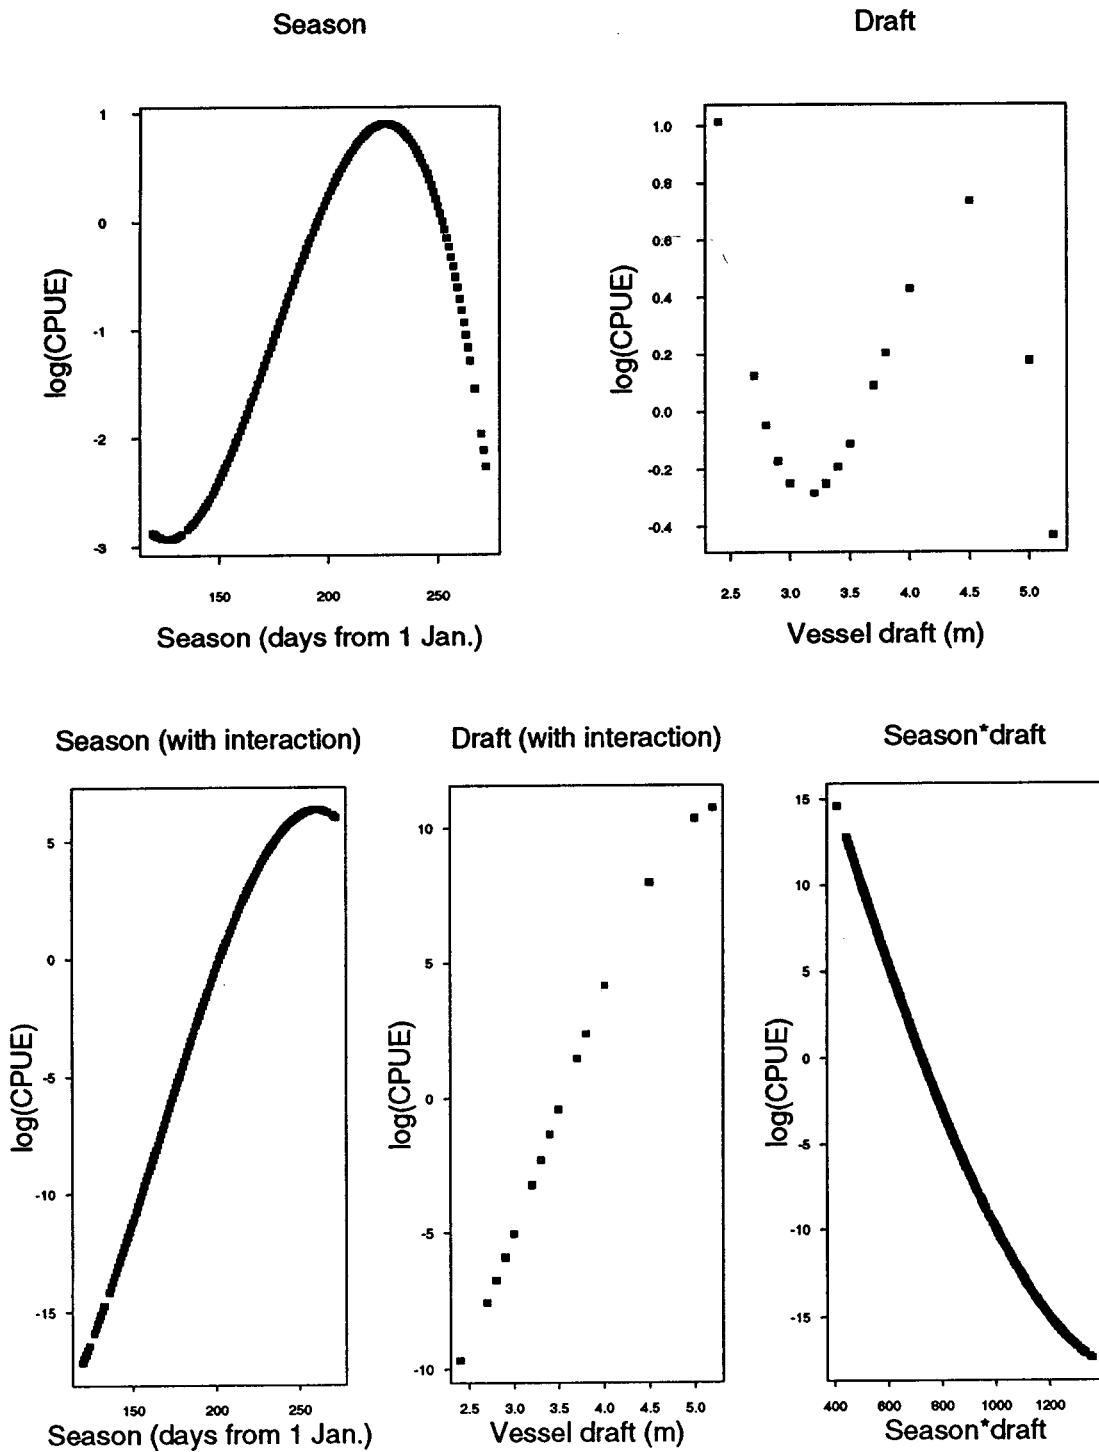 Season
Draft
1
0
-1
-2
-3
log(CPUE)
150 200 250
Season (days from 1 Jan.)
1.0
0.8
0.6
0.4
0.2
0.0
-0.2
-0.4
log(CPUE)
2.5 3.0 3.5 4.0 4.5 5.0
Vessel draft (m)
Season (with interaction)
Draft (with interaction)
Season*draft
5
0
-5
-10
-15
log(CPUE)
150 200 250
Season (days from 1 Jan.)
10
5
0
-5
-10
log(CPUE)
2.5 3.0 3.5 4.0 4.5 5.0
Vessel draft (m)
15
10
5
0
-5
-10
-15
log(CPUE)
400 600 800 1000 1200
Season*draft